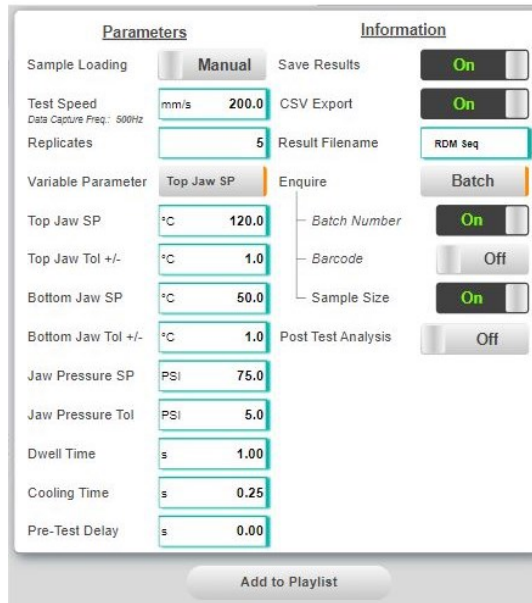 Parameters
Information
Sample Loading Manual Save Results On
Test Speed mm/s 200.0 CSV Export On
Data Capture Freq.: 500Hz
Replicates 5 Result Filename RDM Seq
Variable Parameter Top Jaw SP Enquire Batch
Top Jaw SP °C 120.0 Batch Number On
Top Jaw Tol +/- °C 1.0 Barcode Off
Bottom Jaw SP °C 50.0 Sample Size On
Bottom Jaw Tol +/- °C 1.0 Post Test Analysis Off
Jaw Pressure SP PSI 75.0
Jaw Pressure Tol PSI 5.0
Dwell Time s 1.00
Cooling Time s 0.25
Pre-Test Delay s 0.00
Add to Playlist